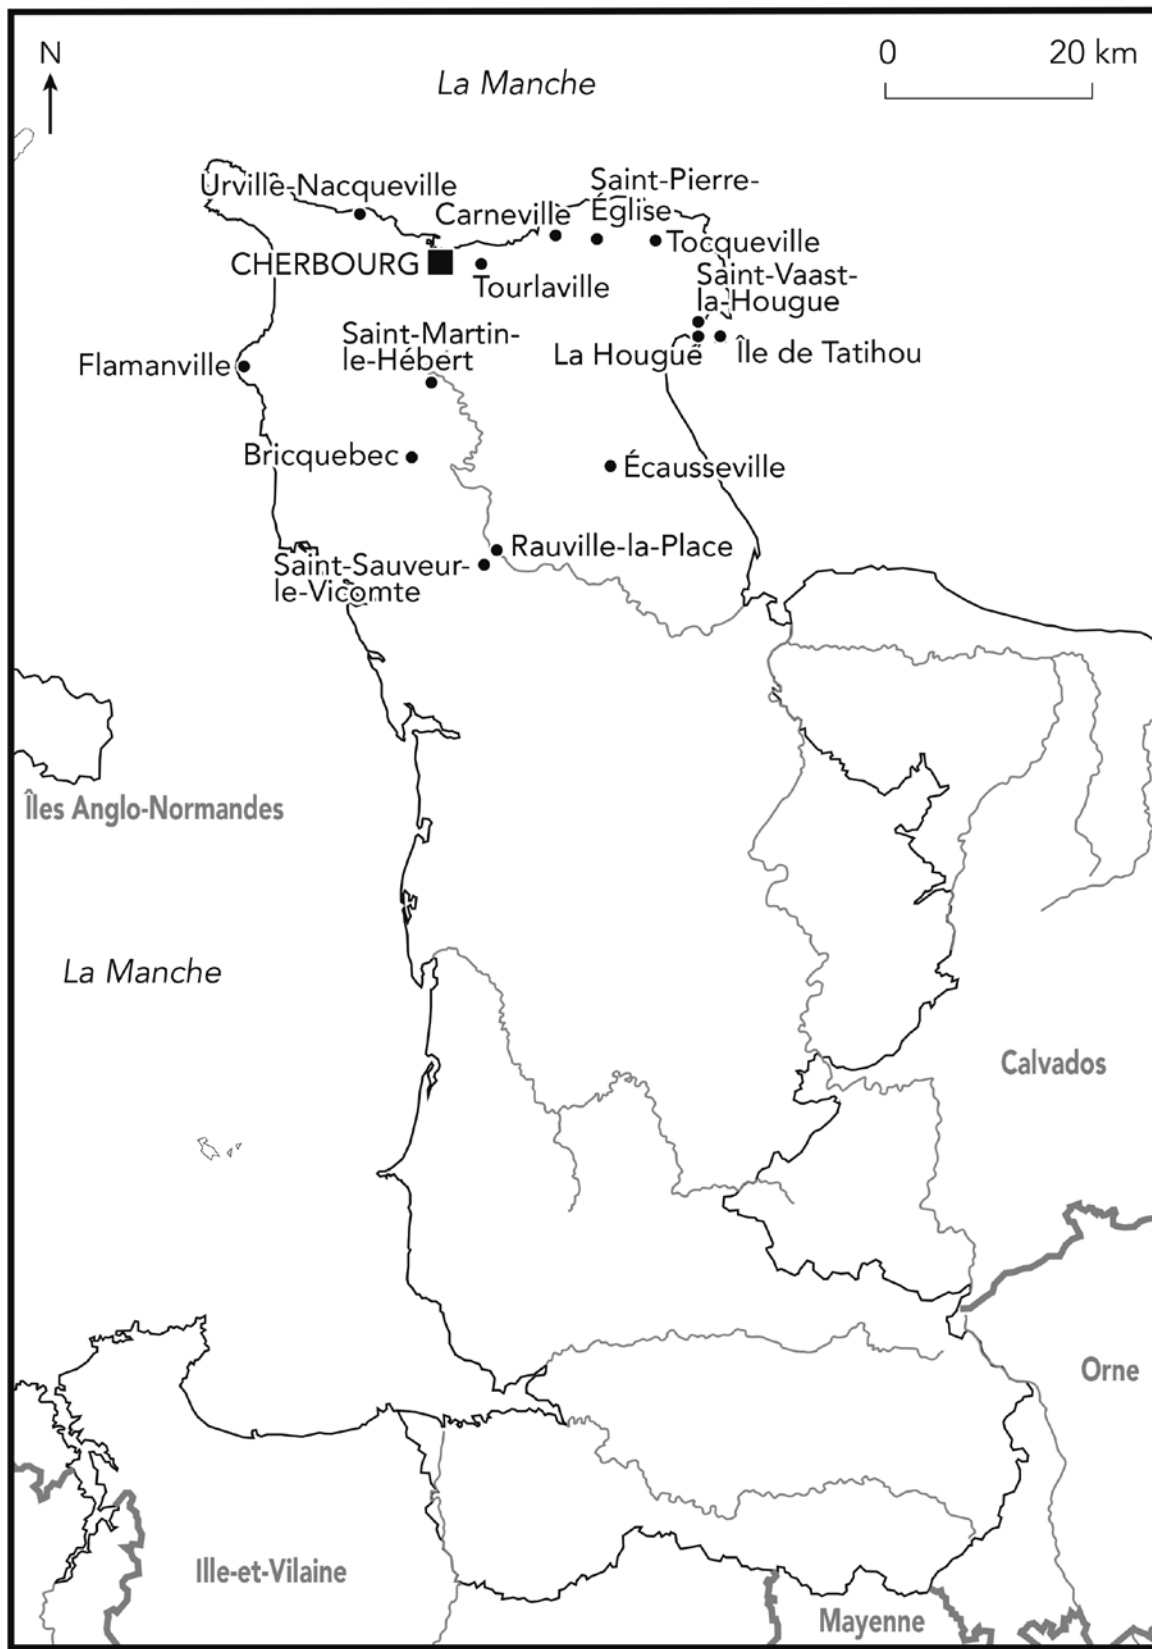 N
0 20 km
La Manche
Urville-Nacqueville
Saint-Pierre-
Église
Carneville
Tocqueville
CHERBOURG
Tourlaville
Saint-Vaast-
la-Hougue
Saint-Martin-
le-Hébert
La Hougue
Île de Tatihou
Flamanville
Bricquebec
Écausseville
Rauville-la-Place
Saint-Sauveur-
le-Vicomte
Îles Anglo-Normandes
La Manche
Calvados
Orne
Ille-et-Vilaine
Mayenne